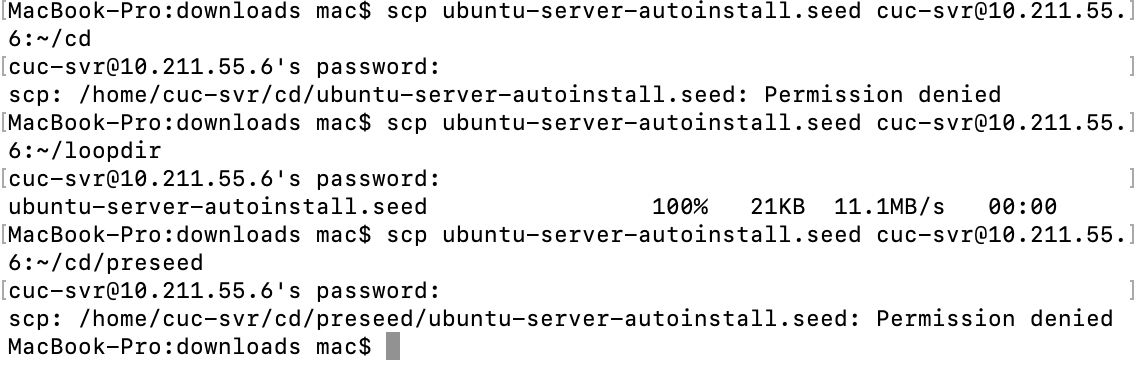 [MacBook-Pro:downloads mac$ scp ubuntu-server-autoinstall.seed cuc-svr@10.211.55.]
6:~/cd
[cuc-svr@10.211.55.6's password: ]
scp: /home/cuc-svr/cd/ubuntu-server-autoinstall.seed: Permission denied
[MacBook-Pro:downloads mac$ scp ubuntu-server-autoinstall.seed cuc-svr@10.211.55.]
6:~/loopdir
[cuc-svr@10.211.55.6's password: ]
ubuntu-server-autoinstall.seed 100% 21KB 11.1MB/s 00:00
[MacBook-Pro:downloads mac$ scp ubuntu-server-autoinstall.seed cuc-svr@10.211.55.]
6:~/cd/preseed
[cuc-svr@10.211.55.6's password: ]
scp: /home/cuc-svr/cd/preseed/ubuntu-server-autoinstall.seed: Permission denied
MacBook-Pro:downloads mac$